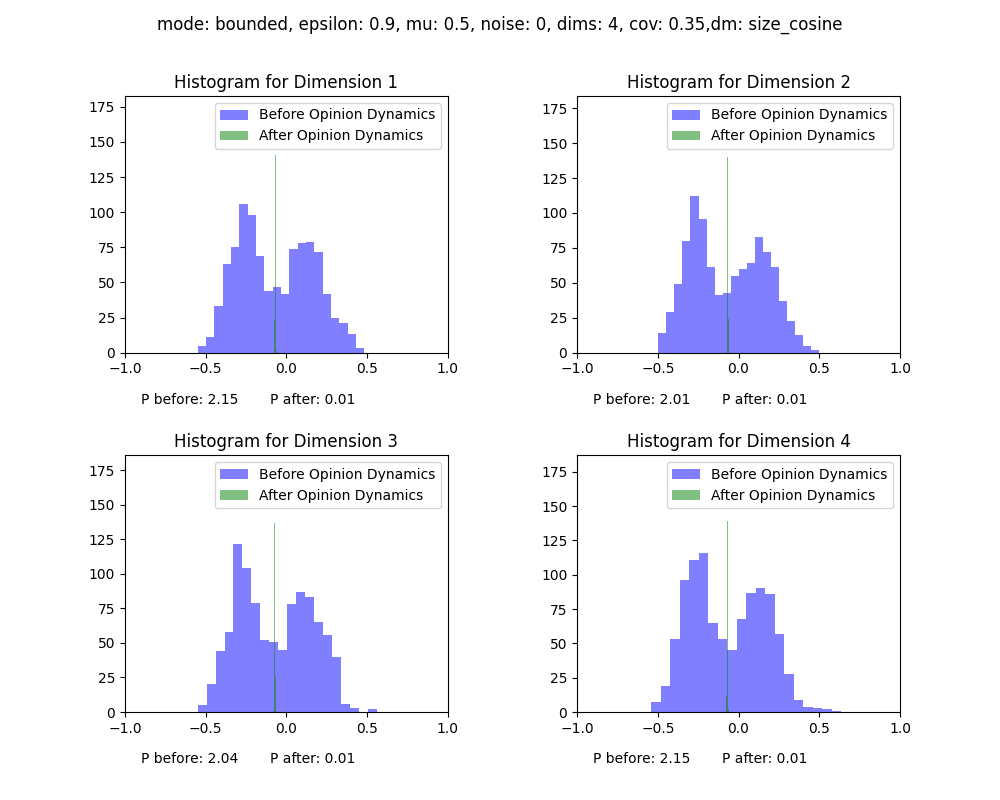 mode: bounded, epsilon: 0.9, mu: 0.5, noise: 0, dims: 4, cov: 0.35,dm: size_cosine
Histogram for Dimension 1
175
150
125
100
75
50
25
0
Before Opinion Dynamics
After Opinion Dynamics
−1.0 −0.5 0.0 0.5 1.0
P before: 2.15 P after: 0.01
Histogram for Dimension 2
175
150
125
100
75
50
25
0
Before Opinion Dynamics
After Opinion Dynamics
−1.0 −0.5 0.0 0.5 1.0
P before: 2.01 P after: 0.01
Histogram for Dimension 3
175
150
125
100
75
50
25
0
Before Opinion Dynamics
After Opinion Dynamics
−1.0 −0.5 0.0 0.5 1.0
P before: 2.04 P after: 0.01
Histogram for Dimension 4
175
150
125
100
75
50
25
0
Before Opinion Dynamics
After Opinion Dynamics
−1.0 −0.5 0.0 0.5 1.0
P before: 2.15 P after: 0.01